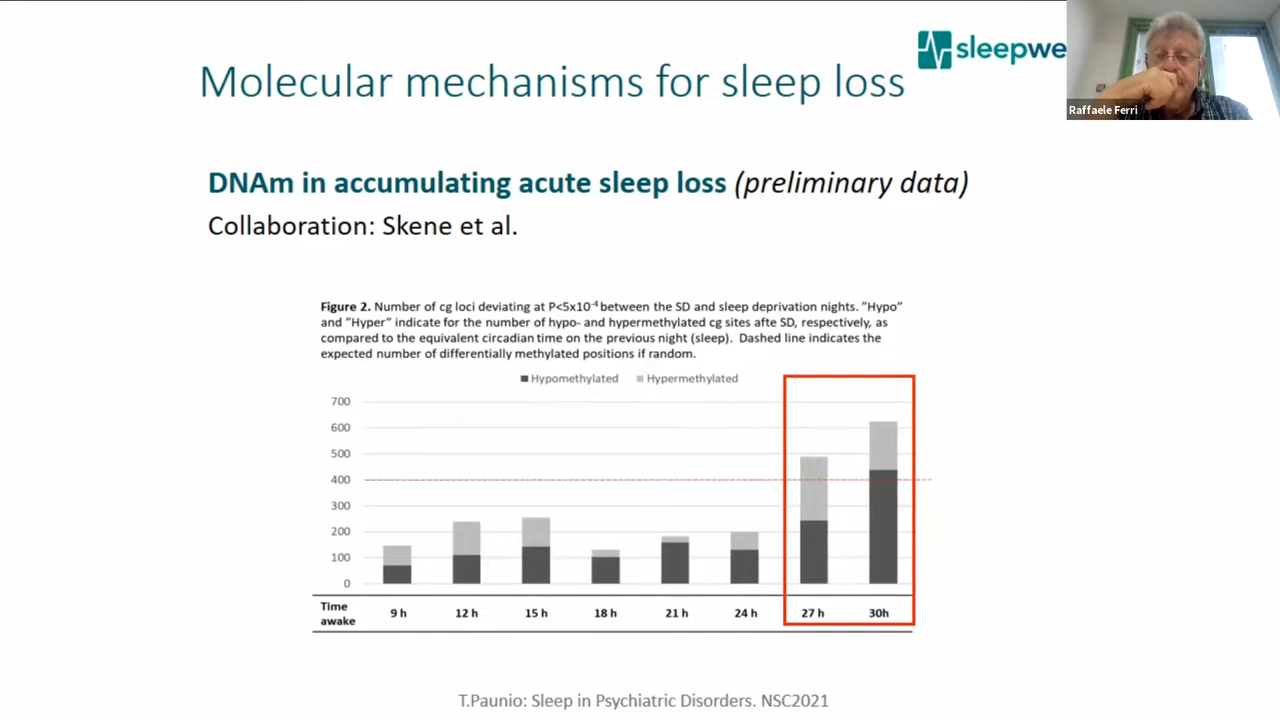 sleepwe
Molecular mechanisms for sleep loss
Raffaele Ferri
DNAm in accumulating acute sleep loss (preliminary data)
Collaboration: Skene et al.
Figure 2. Number of cg loci deviating at P<5x10⁻⁴ between the SD and sleep deprivation nights. ”Hypo”
and ”Hyper” indicate for the number of hypo- and hypermethylated cg sites afte SD, respectively, as
compared to the equivalent circadian time on the previous night (sleep). Dashed line indicates the
expected number of differentially methylated positions if random.
Hypomethylated Hypermethylated
700
600
500
400
300
200
100
0
Time
awake
9 h 12 h 15 h 18 h 21 h 24 h 27 h 30h
T.Paunio: Sleep in Psychiatric Disorders. NSC2021